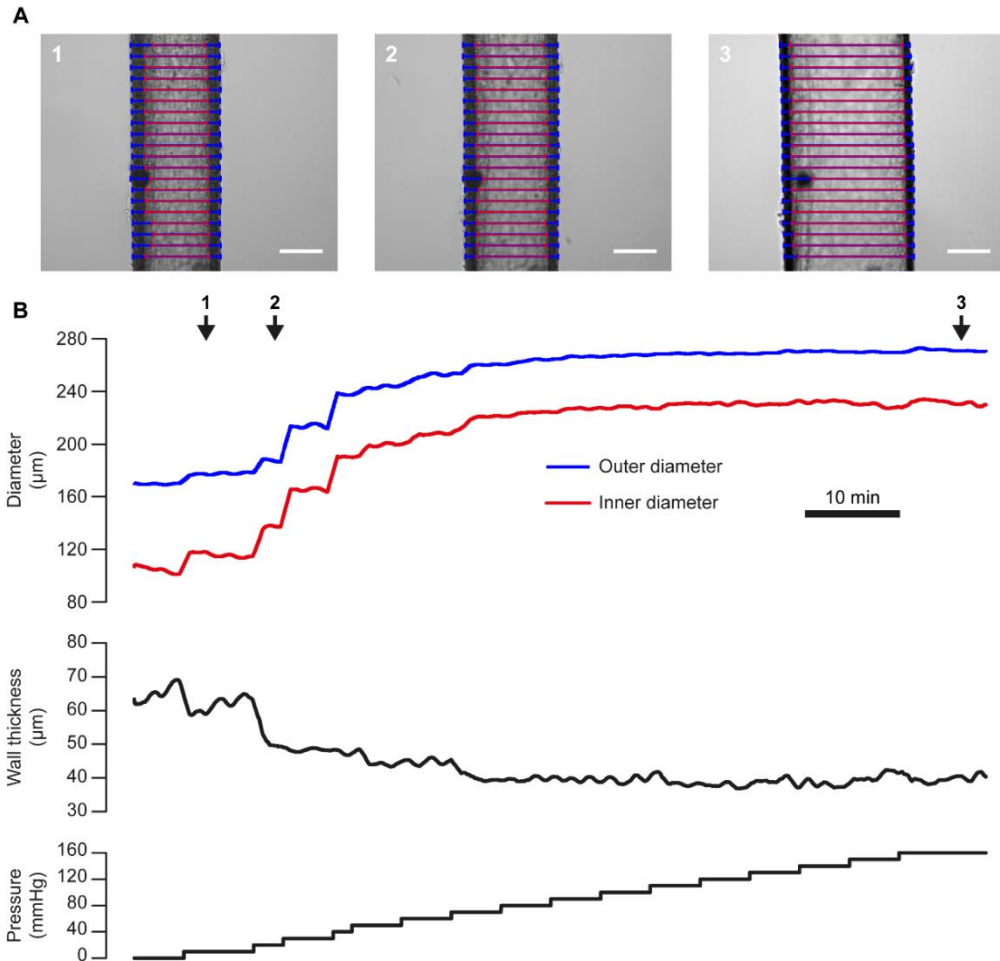 A
1
2
3
B
1
2
3
280
240
200
160
120
80
Diameter
(μm)
Outer diameter
Inner diameter
10 min
80
70
60
50
40
30
Wall thickness
(μm)
160
120
80
40
0
Pressure
(mmHg)